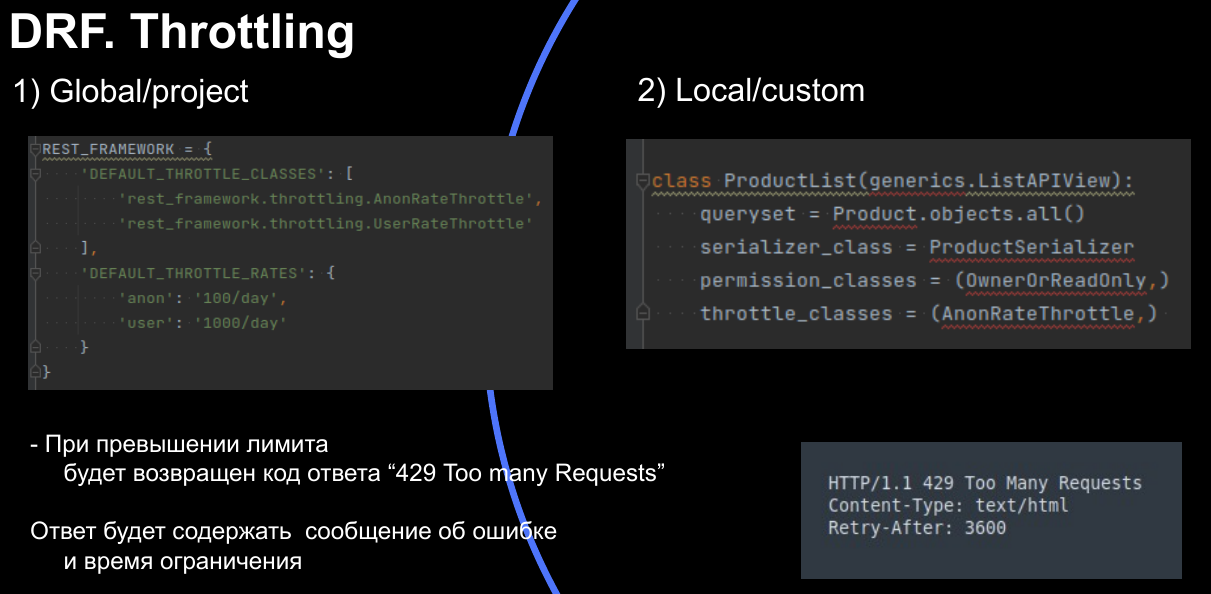 DRF. Throttling
1) Global/project
REST_FRAMEWORK = {
'DEFAULT_THROTTLE_CLASSES': [
'rest_framework.throttling.AnonRateThrottle',
'rest_framework.throttling.UserRateThrottle'
],
'DEFAULT_THROTTLE_RATES': {
'anon': '100/day',
'user': '1000/day'
}
}
- При превышении лимита
будет возвращен код ответа “429 Too many Requests”
Ответ будет содержать  сообщение об ошибке
и время ограничения
2) Local/custom
class ProductList(generics.ListAPIView):
queryset = Product.objects.all()
serializer_class = ProductSerializer
permission_classes = (OwnerOrReadOnly,)
throttle_classes = (AnonRateThrottle,)
HTTP/1.1 429 Too Many Requests
Content-Type: text/html
Retry-After: 3600